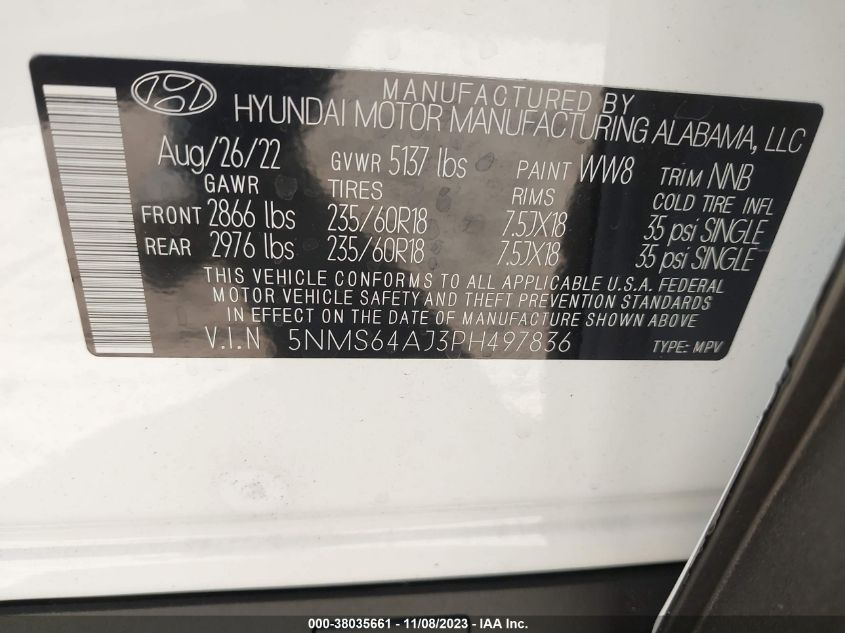 MANUFACTURED BY
HYUNDAI MOTOR MANUFACTURING ALABAMA, LLC
Aug/26/22 GVWR 5137 lbs PAINT WW8 TRIM NNB
GAWR TIRES RIMS COLD TIRE INFL
FRONT 2866 lbs 235/60R18 7.5JX18 35 psi SINGLE
REAR 2976 lbs 235/60R18 7.5JX18 35 psi SINGLE
THIS VEHICLE CONFORMS TO ALL APPLICABLE U.S.A. FEDERAL
MOTOR VEHICLE SAFETY AND THEFT PREVENTION STANDARDS
IN EFFECT ON THE DATE OF MANUFACTURE SHOWN ABOVE.
V.I.N 5NMS64AJ3PH497836 TYPE: MPV
000-38035661 - 11/08/2023 - IAA Inc.